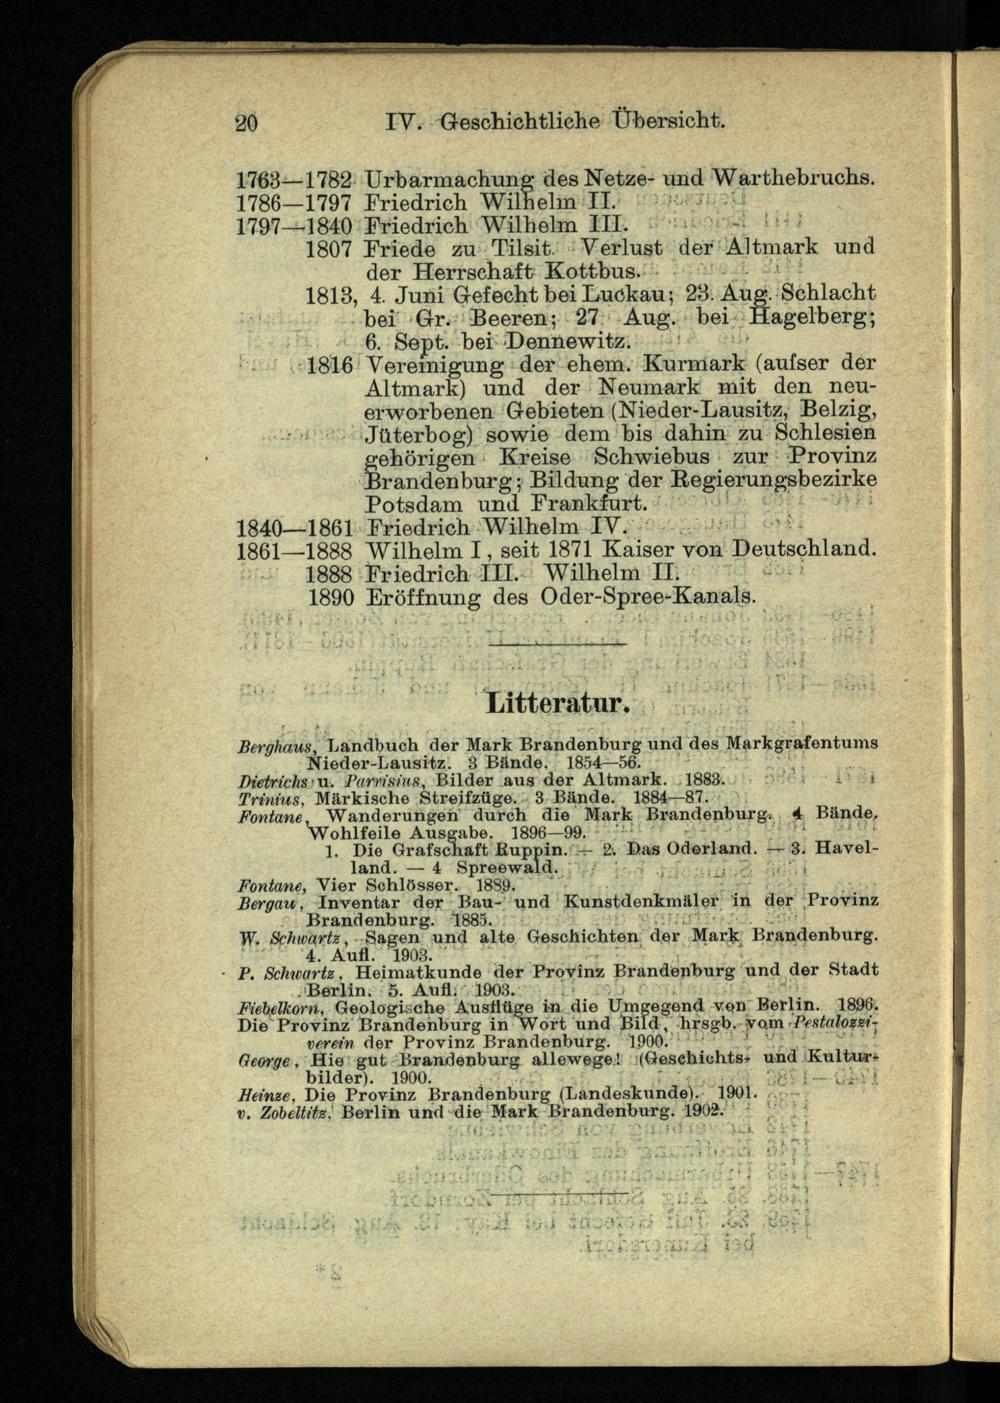 20 IV. Geschichtliche Übersicht.
1763—1782 Urbarmachung des Netze- und Warthebruchs.
1786—1797 Friedrich Wilhelm II.
1797—1840 Friedrich Wilhelm III.
1807 Friede zu Tilsit. Verlust der Altmark und
der Herrschaft Kottbus.
1813, 4. Juni Gefecht bei Luckau; 23. Aug. Schlacht
bei Gr. Beeren; 27 Aug. bei Hagelberg;
6. Sept. bei Dennewitz.
1816 Vereinigung der ehem. Kurmark (aufser der
Altmark) und der Neumark mit den neu-
erworbenen Gebieten (Nieder-Lausitz, Belzig,
Jüterbog) sowie dem bis dahin zu Schlesien
gehörigen Kreise Schwiebus zur Provinz
Brandenburg; Bildung der Regierungsbezirke
Potsdam und Frankfurt.
1840—1861 Friedrich Wilhelm IV.
1861—1888 Wilhelm I, seit 1871 Kaiser von Deutschland.
1888 Friedrich III. Wilhelm II.
1890 Eröffnung des Oder-Spree-Kanals.
Litteratur.
Berghaus, Landbuch der Mark Brandenburg und des Markgrafentums
Nieder-Lausitz. 3 Bände. 1854—56.
Dietrichs u. Parrisius, Bilder aus der Altmark. 1883.
Trinius, Märkische Streifzüge. 3 Bände. 1884—87.
Fontane, Wanderungen durch die Mark Brandenburg. 4 Bände.
Wohlfeile Ausgabe. 1896—99.
1. Die Grafschaft Ruppin. — 2. Das Oderland. — 3. Havel-
land. — 4 Spreewald.
Fontane, Vier Schlösser. 1889.
Bergau, Inventar der Bau- und Kunstdenkmäler in der Provinz
Brandenburg. 1885.
W. Schwartz, Sagen und alte Geschichten der Mark Brandenburg.
4. Aufl. 1903.
P. Schwartz, Heimatkunde der Provinz Brandenburg und der Stadt
Berlin. 5. Aufl. 1903.
Fiebelkorn, Geologische Ausflüge in die Umgegend von Berlin. 1896.
Die Provinz Brandenburg in Wort und Bild, hrsgb. vom Pestalozzi-
verein der Provinz Brandenburg. 1900.
George, Hie gut Brandenburg allewege! (Geschichts- und Kultur-
bilder). 1900.
Heinze, Die Provinz Brandenburg (Landeskunde). 1901.
v. Zobeltitz, Berlin und die Mark Brandenburg. 1902.